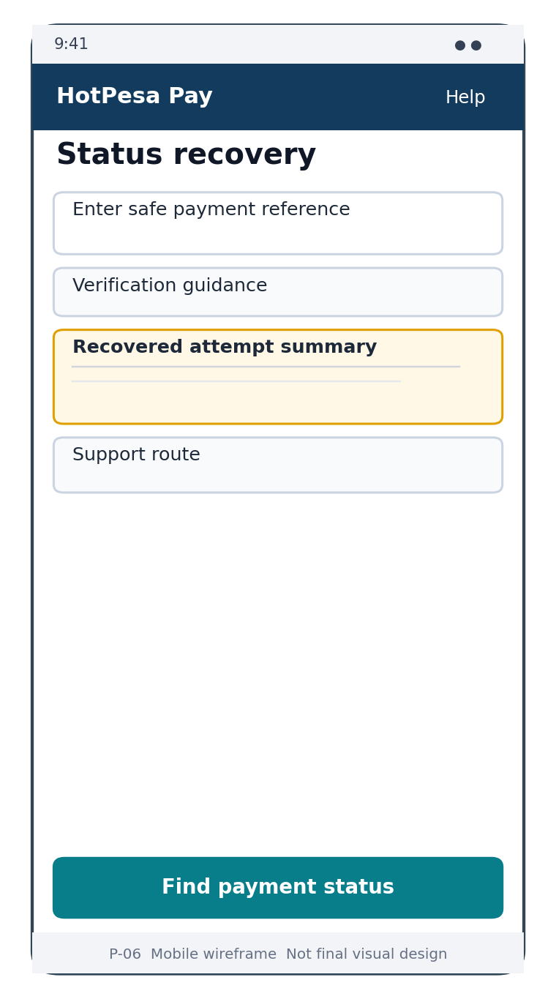 9:41
HotPesa Pay
Help
Status recovery
Enter safe payment reference
Verification guidance
Recovered attempt summary
Support route
Find payment status
P-06  Mobile wireframe  Not final visual design